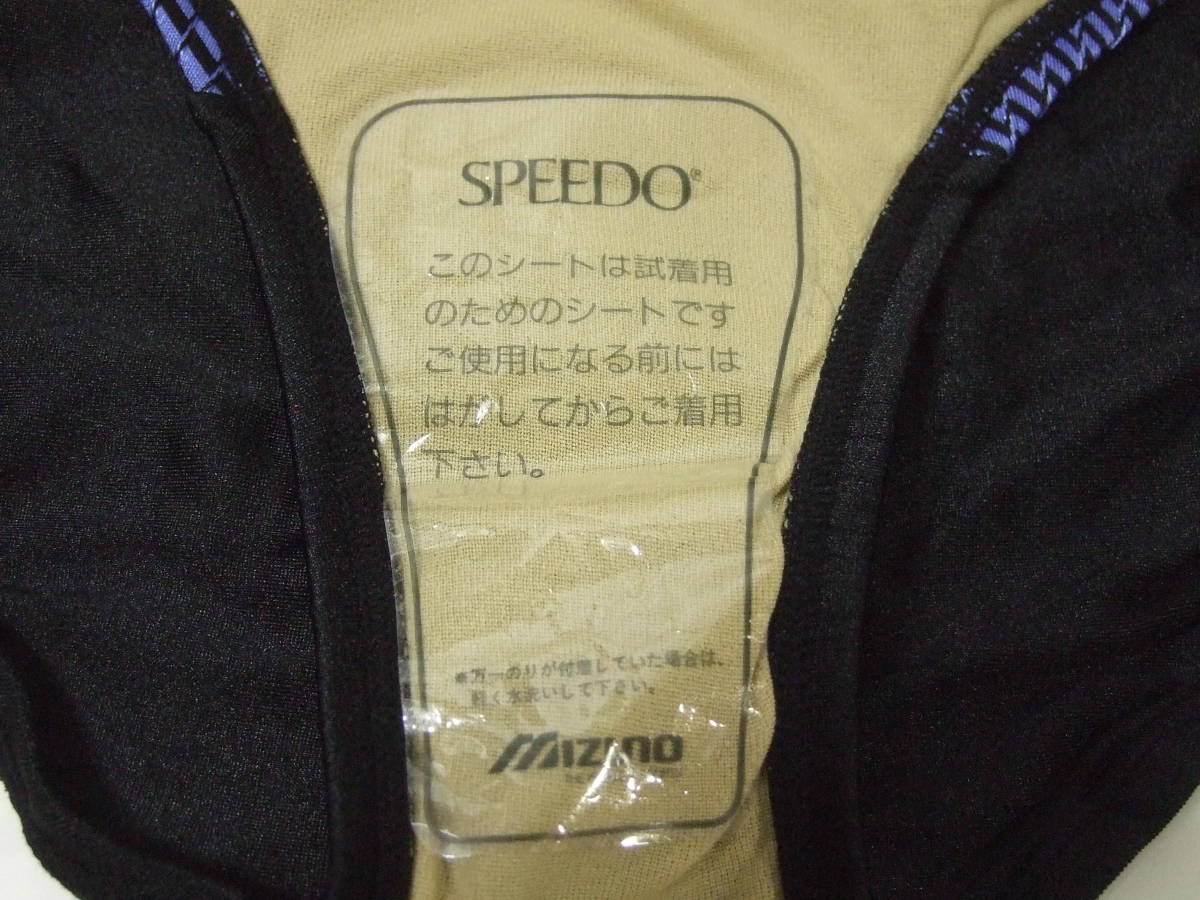 SPEEDO®
このシートは試着用
のためのシートです
ご使用になる前には
はがしてからご着用
下さい。
※万一のりが付着していた場合は、
軽く水洗いして下さい。
MIZUNO